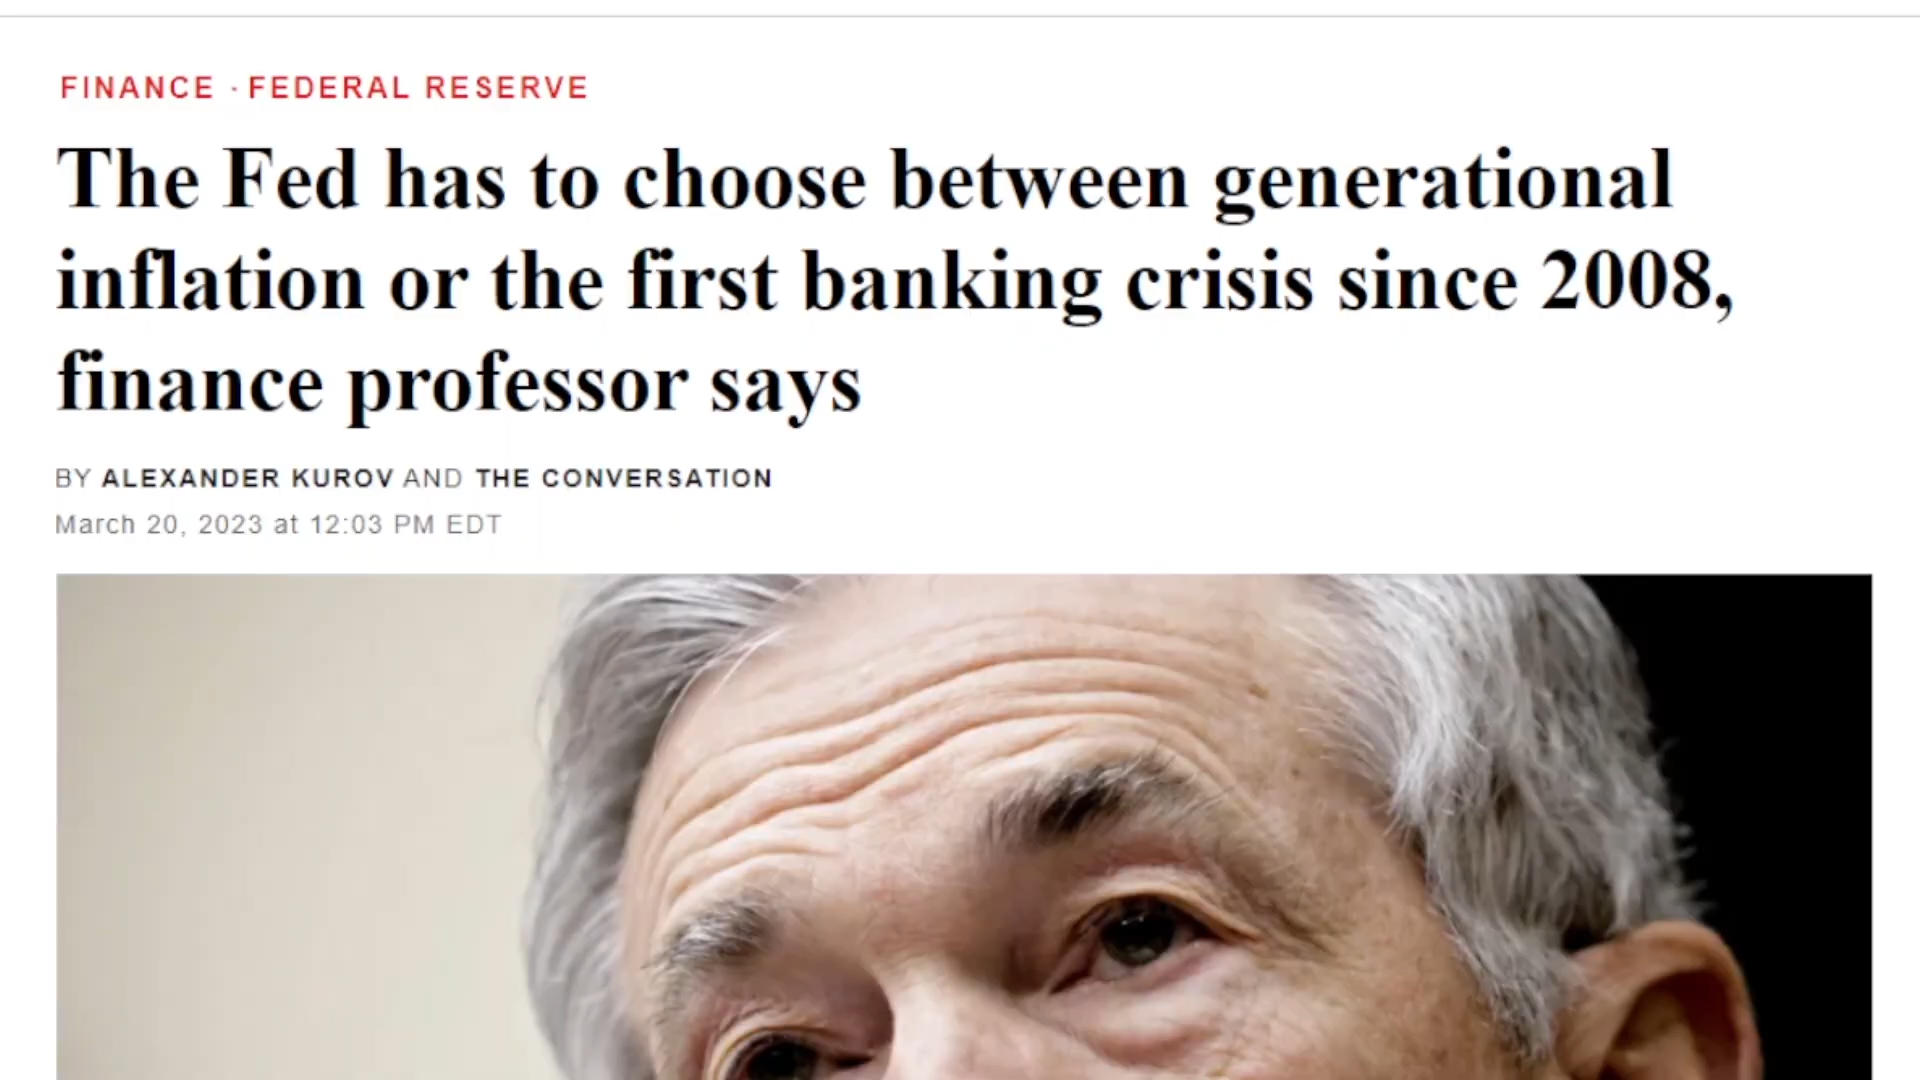 FINANCE · FEDERAL RESERVE
The Fed has to choose between generational
inflation or the first banking crisis since 2008,
finance professor says
BY ALEXANDER KUROV AND THE CONVERSATION
March 20, 2023 at 12:03 PM EDT